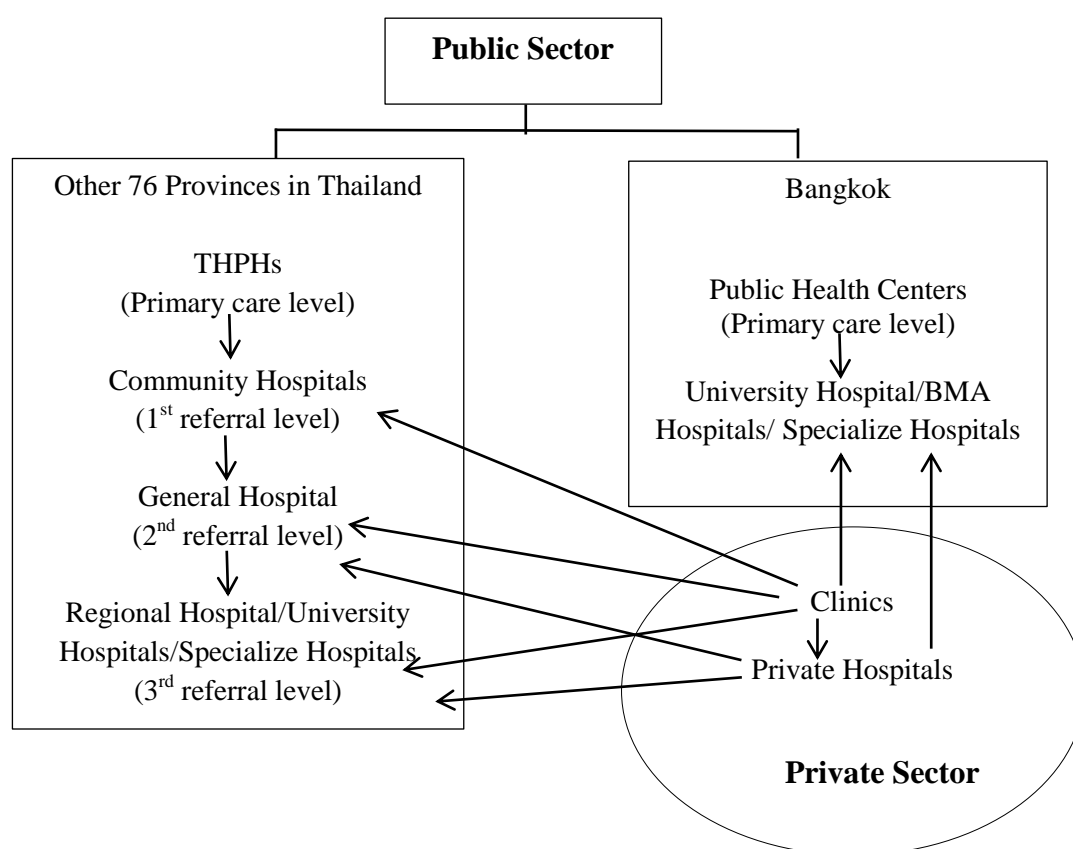 Public Sector
Other 76 Provinces in Thailand
THPHs
(Primary care level)
Community Hospitals
(1st referral level)
General Hospital
(2nd referral level)
Regional Hospital/University
Hospitals/Specialize Hospitals
(3rd referral level)
Bangkok
Public Health Centers
(Primary care level)
University Hospital/BMA
Hospitals/ Specialize Hospitals
Clinics
Private Hospitals
Private Sector